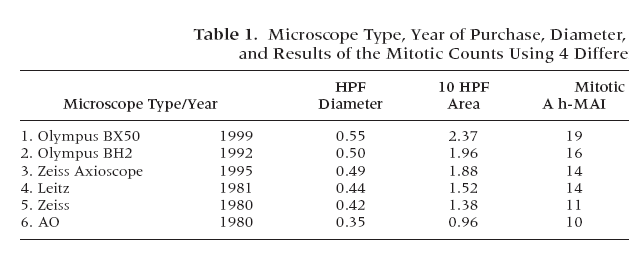 Table 1. Microscope Type, Year of Purchase, Diameter,
and Results of the Mitotic Counts Using 4 Differe
HPF 10 HPF Mitotic
Microscope Type/Year Diameter Area A h-MAI
1. Olympus BX50 1999 0.55 2.37 19
2. Olympus BH2 1992 0.50 1.96 16
3. Zeiss Axioscope 1995 0.49 1.88 14
4. Leitz 1981 0.44 1.52 14
5. Zeiss 1980 0.42 1.38 11
6. AO 1980 0.35 0.96 10